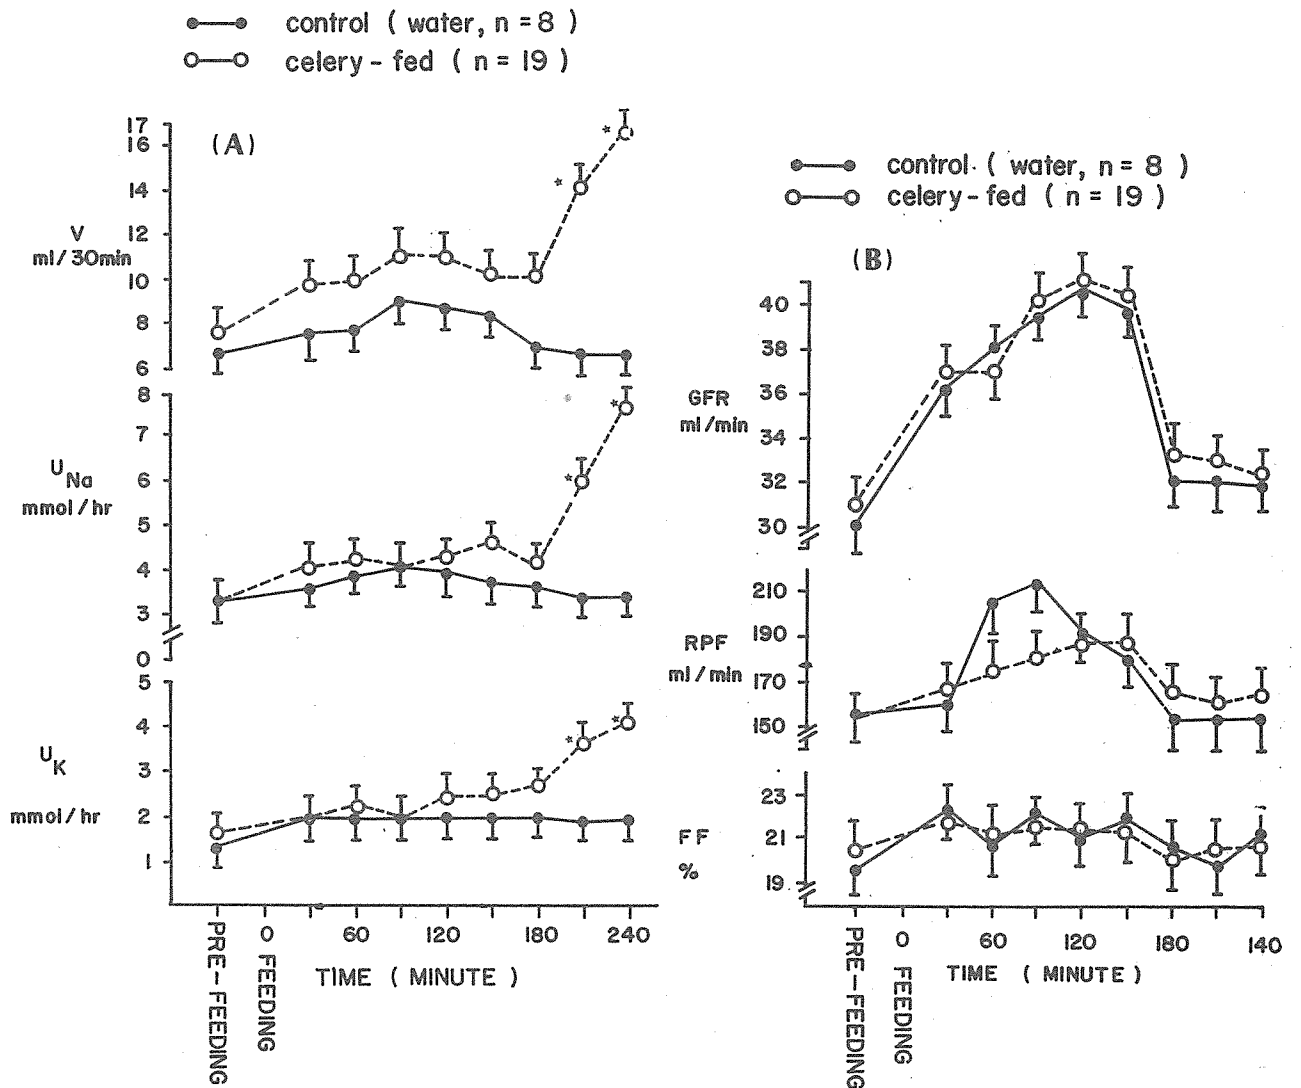 control ( water, n = 8 )
celery - fed ( n = 19 )
(A)
17
16
14
12
10
8
6
V
ml/30min
8
7
6
5
4
3
0
U Na
mmol/hr
5
4
3
2
1
U K
mmol/hr
0 60 120 180 240
PRE-FEEDING
FEEDING
TIME ( MINUTE )
control ( water, n = 8 )
celery - fed ( n = 19 )
(B)
40
38
36
34
32
30
GFR
ml/min
210
190
170
150
RPF
ml/min
23
21
19
FF
%
0 60 120 180 140
PRE-FEEDING
FEEDING
TIME ( MINUTE )